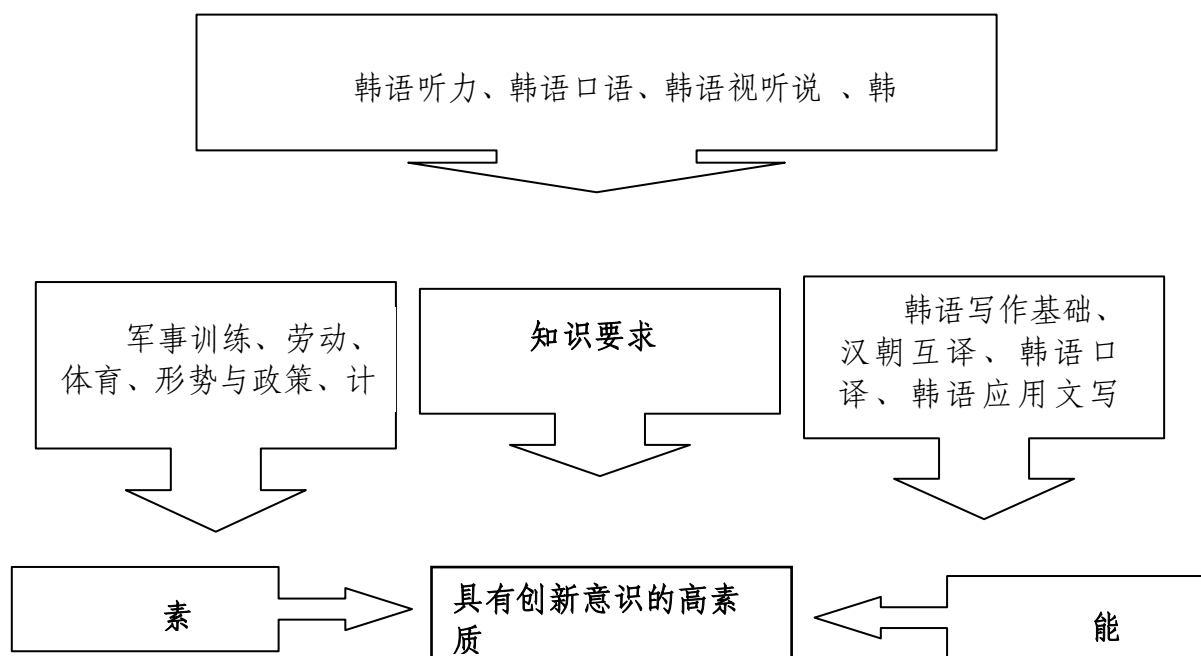 韩语听力、韩语口语、韩语视听说 、韩
军事训练、劳动、
体育、形势与政策、计
知识要求
韩语写作基础、
汉朝互译、韩语口
译、韩语应用文写
素
具有创新意识的高素
质
能